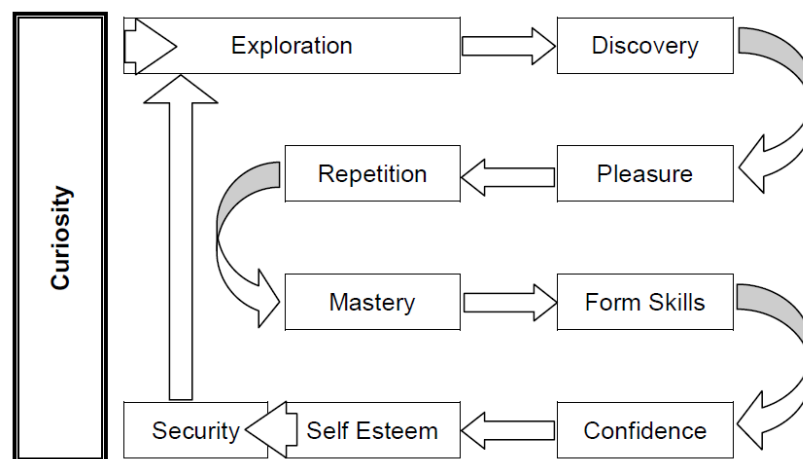 Curiosity
Exploration
Discovery
Repetition
Pleasure
Mastery
Form Skills
Security
Self Esteem
Confidence